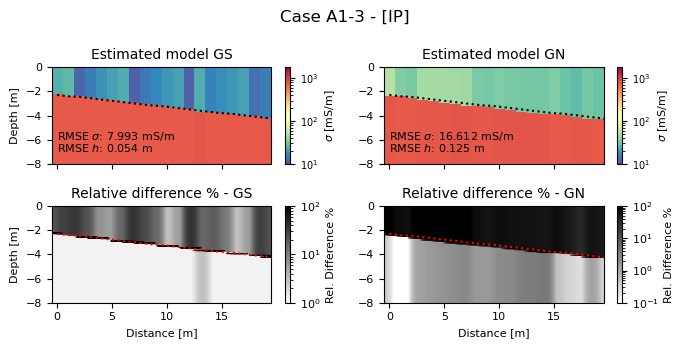 Case A1-3 - [IP]
Estimated model GS
Estimated model GN
0
−2
−4
−6
−8
Depth [m]
RMSE σ: 7.993 mS/m
RMSE h: 0.054 m
10³
10²
10¹
σ [mS/m]
0
−2
−4
−6
−8
RMSE σ: 16.612 mS/m
RMSE h: 0.125 m
10³
10²
10¹
σ [mS/m]
Relative difference % - GS
Relative difference % - GN
0
−2
−4
−6
−8
Depth [m]
0 5 10 15
Distance [m]
10²
10¹
10⁰
Rel. Difference %
0
−2
−4
−6
−8
0 5 10 15
Distance [m]
10²
10¹
10⁰
10⁻¹
Rel. Difference %